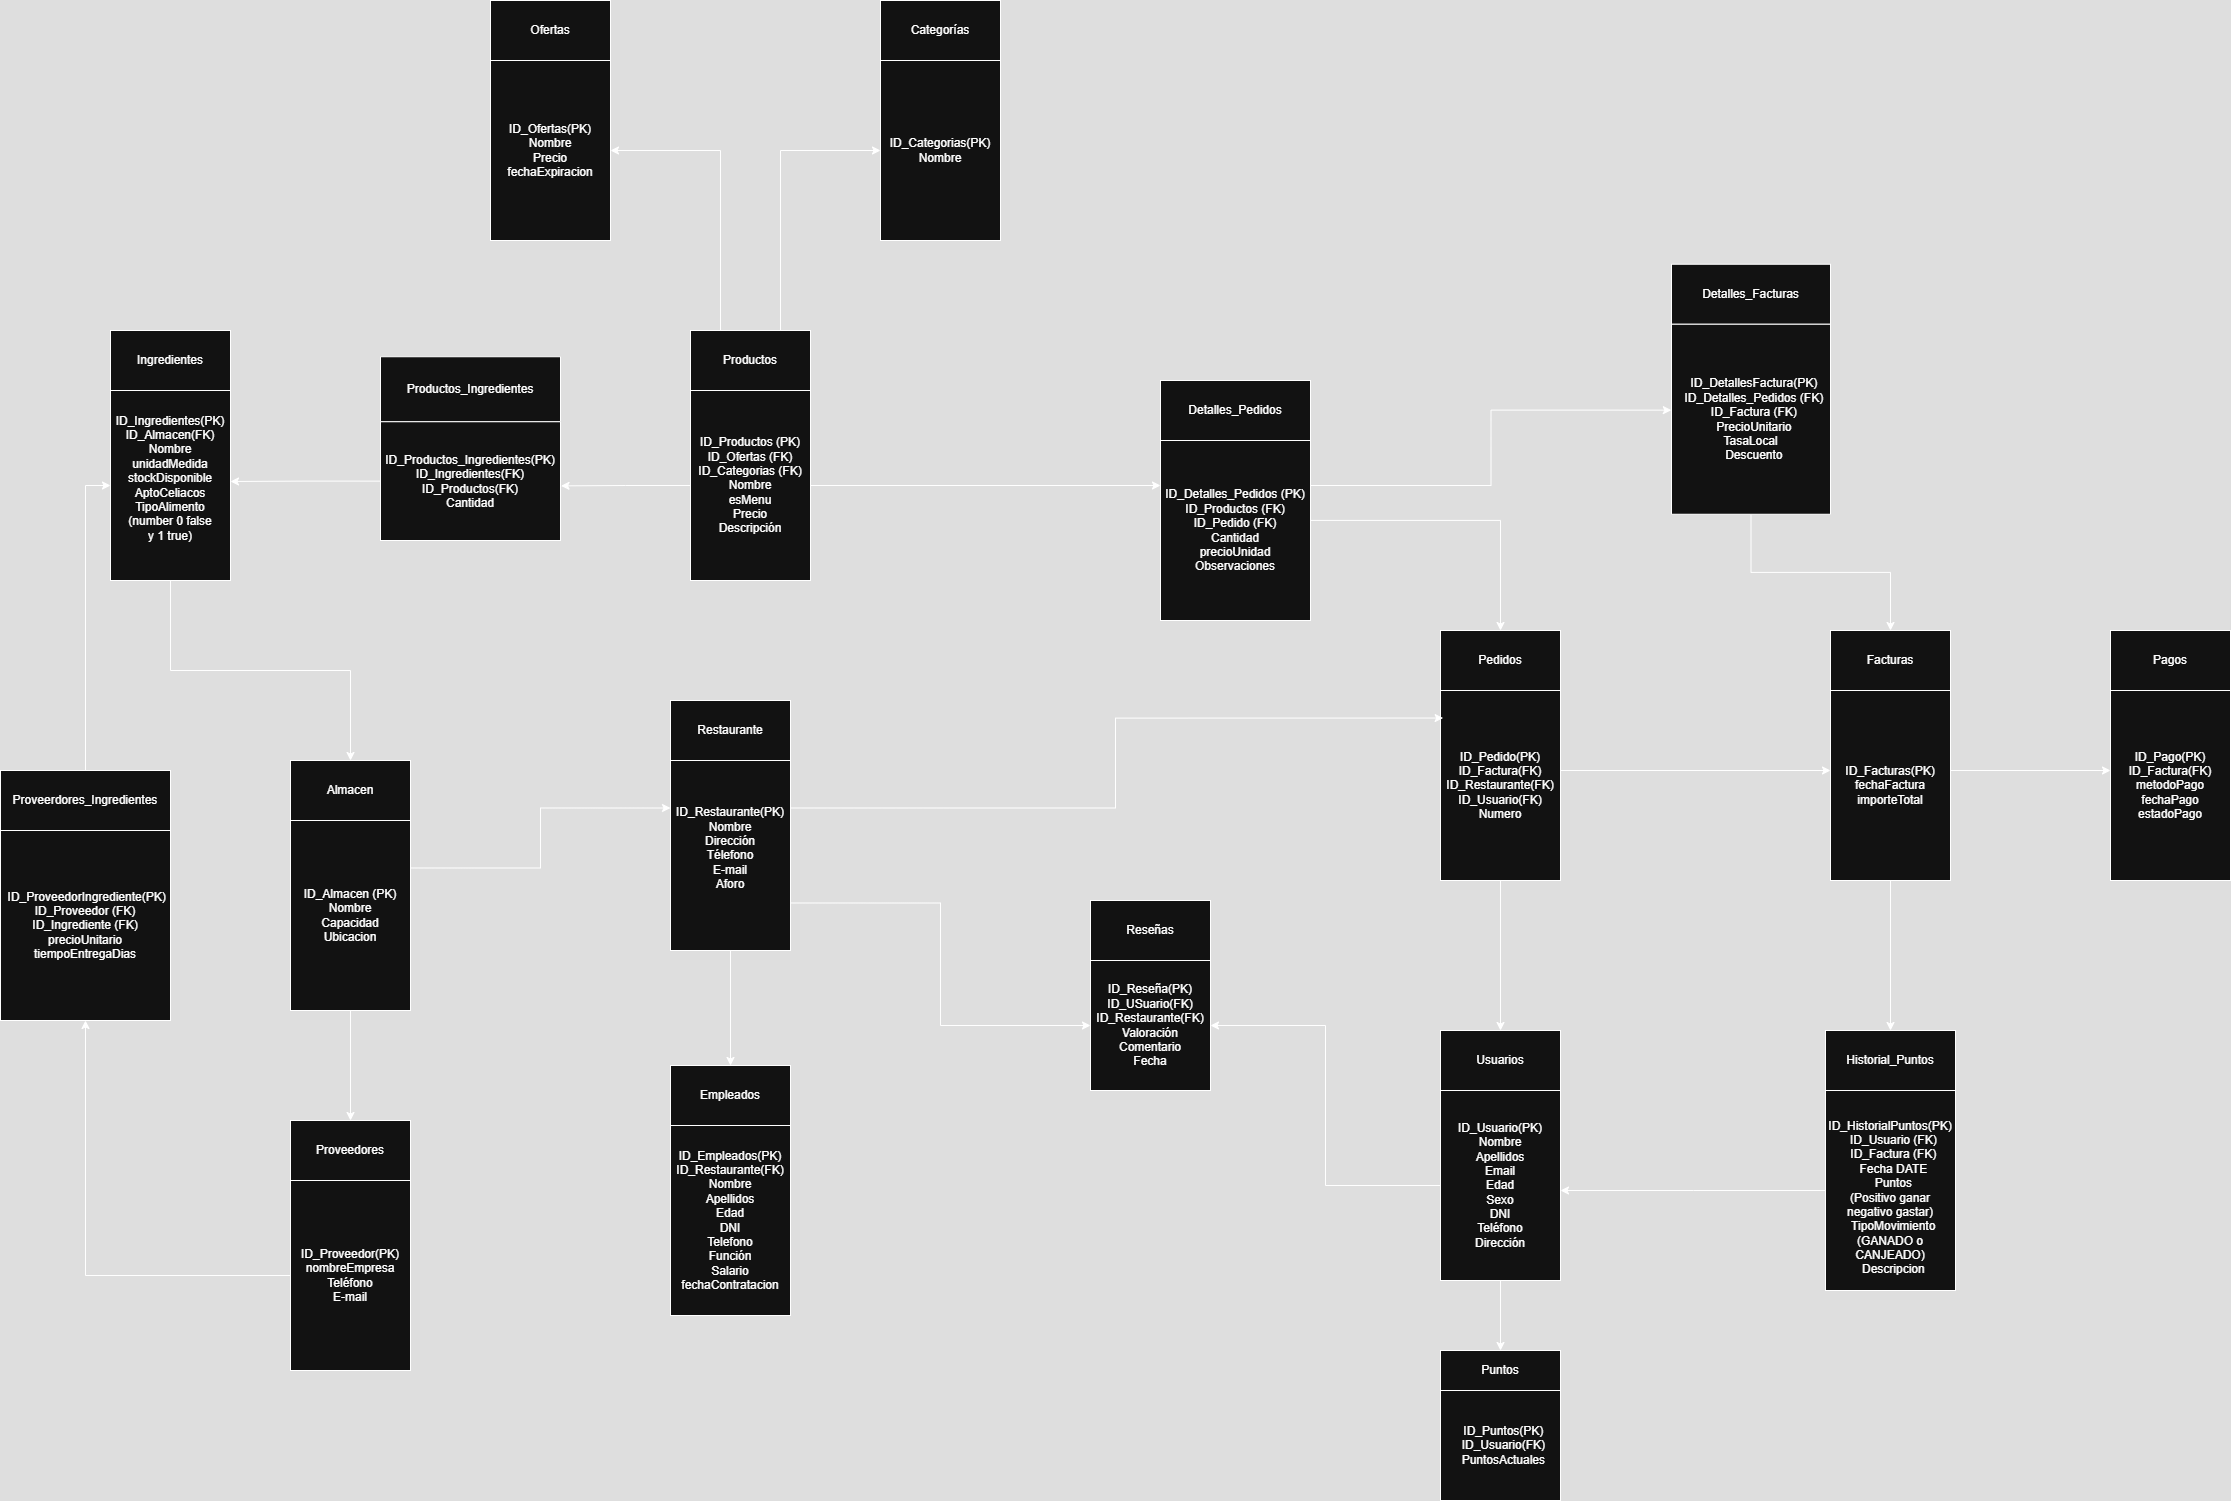 Ofertas
ID_Ofertas(PK)
Nombre
Precio
fechaExpiracion
Categorías
ID_Categorias(PK)
Nombre
Detalles_Facturas
ID_DetallesFactura(PK)
ID_Detalles_Pedidos (FK)
ID_Factura (FK)
PrecioUnitario
TasaLocal
Descuento
Ingredientes
ID_Ingredientes(PK)
ID_Almacen(FK)
Nombre
unidadMedida
stockDisponible
AptoCeliacos
TipoAlimento
(number 0 false
y 1 true)
Productos_Ingredientes
ID_Productos_Ingredientes(PK)
ID_Ingredientes(FK)
ID_Productos(FK)
Cantidad
Productos
ID_Productos (PK)
ID_Ofertas (FK)
ID_Categorias (FK)
Nombre
esMenu
Precio
Descripción
Detalles_Pedidos
ID_Detalles_Pedidos (PK)
ID_Productos (FK)
ID_Pedido (FK)
Cantidad
precioUnidad
Observaciones
Pedidos
ID_Pedido(PK)
ID_Factura(FK)
ID_Restaurante(FK)
ID_Usuario(FK)
Numero
Facturas
ID_Facturas(PK)
fechaFactura
importeTotal
Pagos
ID_Pago(PK)
ID_Factura(FK)
metodoPago
fechaPago
estadoPago
Proveerdores_Ingredientes
ID_ProveedorIngrediente(PK)
ID_Proveedor (FK)
ID_Ingrediente (FK)
precioUnitario
tiempoEntregaDias
Almacen
ID_Almacen (PK)
Nombre
Capacidad
Ubicacion
Restaurante
ID_Restaurante(PK)
Nombre
Dirección
Télefono
E-mail
Aforo
Reseñas
ID_Reseña(PK)
ID_USuario(FK)
ID_Restaurante(FK)
Valoración
Comentario
Fecha
Proveedores
ID_Proveedor(PK)
nombreEmpresa
Teléfono
E-mail
Empleados
ID_Empleados(PK)
ID_Restaurante(FK)
Nombre
Apellidos
Edad
DNI
Telefono
Función
Salario
fechaContratacion
Usuarios
ID_Usuario(PK)
Nombre
Apellidos
Email
Edad
Sexo
DNI
Teléfono
Dirección
Historial_Puntos
ID_HistorialPuntos(PK)
ID_Usuario (FK)
ID_Factura (FK)
Fecha DATE
Puntos
(Positivo ganar
negativo gastar)
TipoMovimiento
(GANADO o
CANJEADO)
Descripcion
Puntos
ID_Puntos(PK)
ID_Usuario(FK)
PuntosActuales